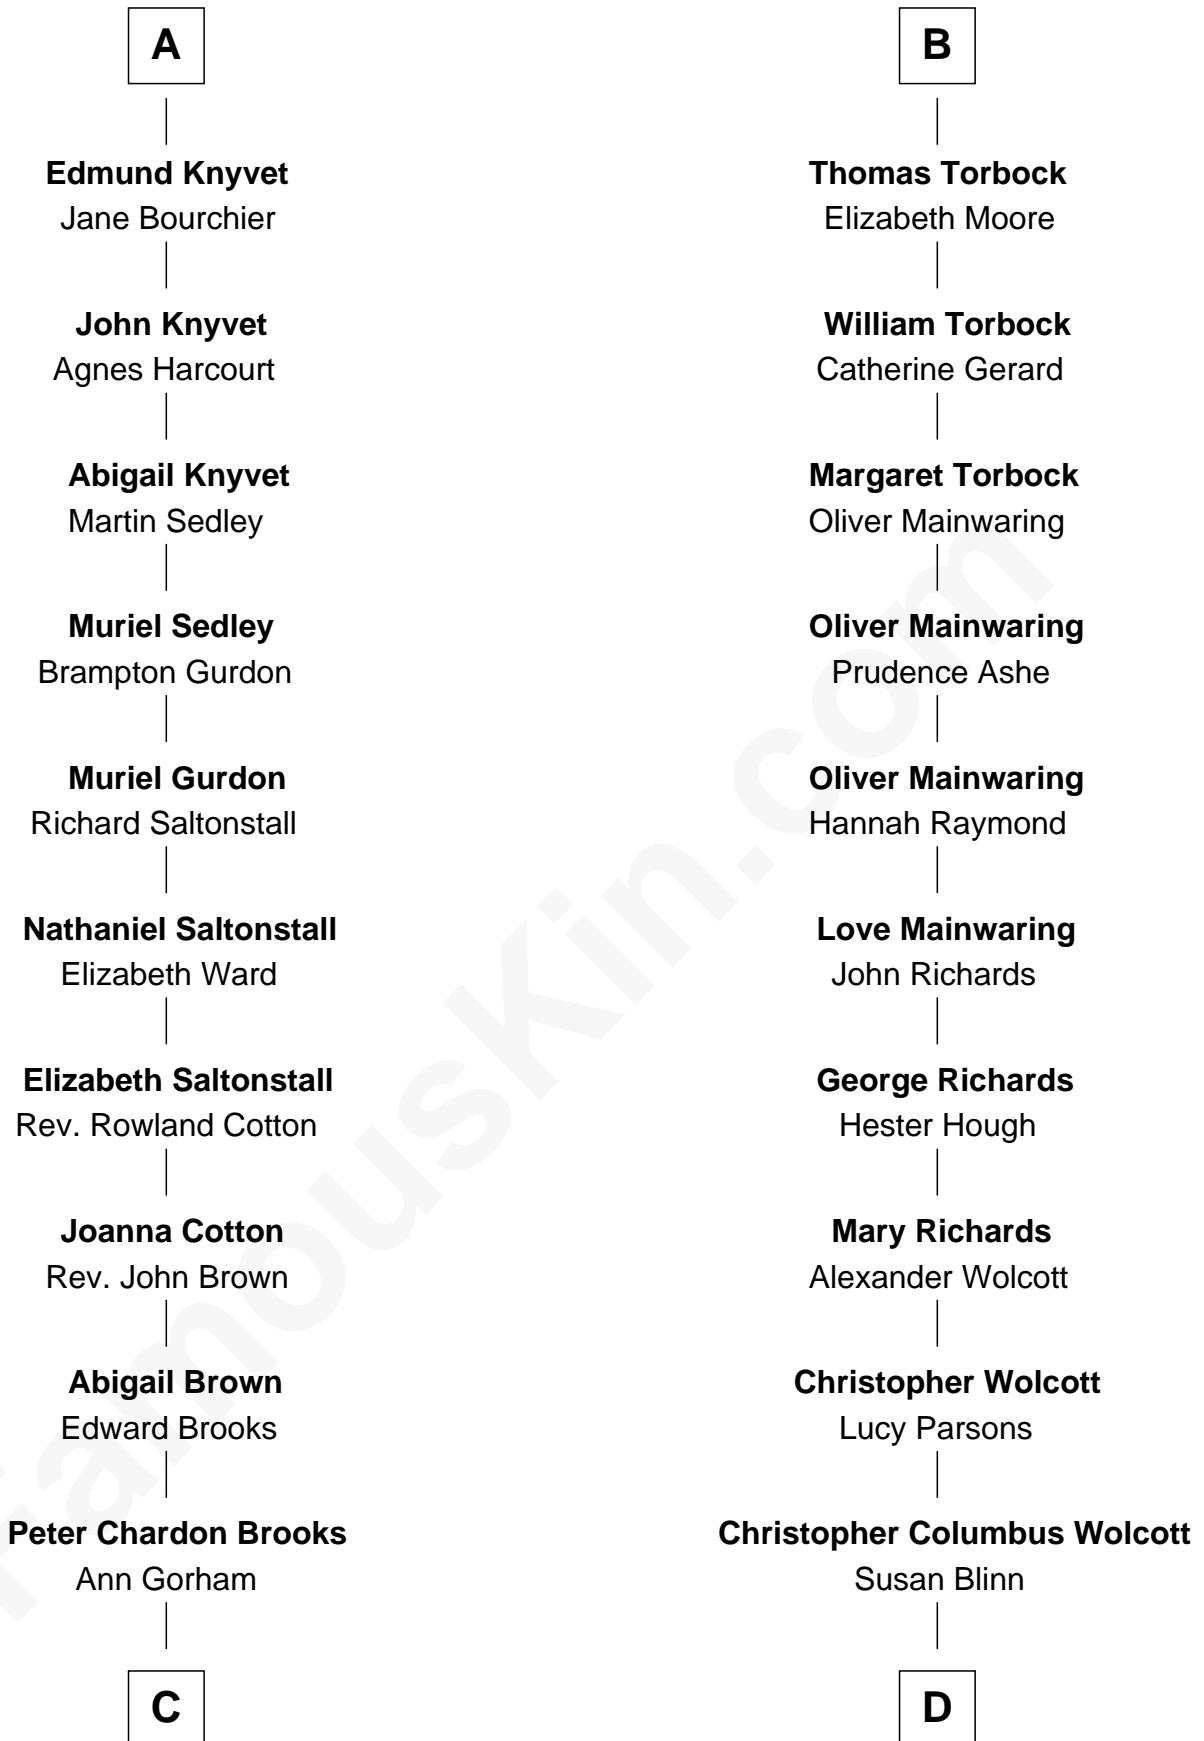 A
Edmund Knyvet
Jane Bourchier
John Knyvet
Agnes Harcourt
Abigail Knyvet
Martin Sedley
Muriel Sedley
Brampton Gurdon
Muriel Gurdon
Richard Saltonstall
Nathaniel Saltonstall
Elizabeth Ward
Elizabeth Saltonstall
Rev. Rowland Cotton
Joanna Cotton
Rev. John Brown
Abigail Brown
Edward Brooks
Peter Chardon Brooks
Ann Gorham
C
B
Thomas Torbock
Elizabeth Moore
William Torbock
Catherine Gerard
Margaret Torbock
Oliver Mainwaring
Oliver Mainwaring
Prudence Ashe
Oliver Mainwaring
Hannah Raymond
Love Mainwaring
John Richards
George Richards
Hester Hough
Mary Richards
Alexander Wolcott
Christopher Wolcott
Lucy Parsons
Christopher Columbus Wolcott
Susan Blinn
D
FamousKin.com